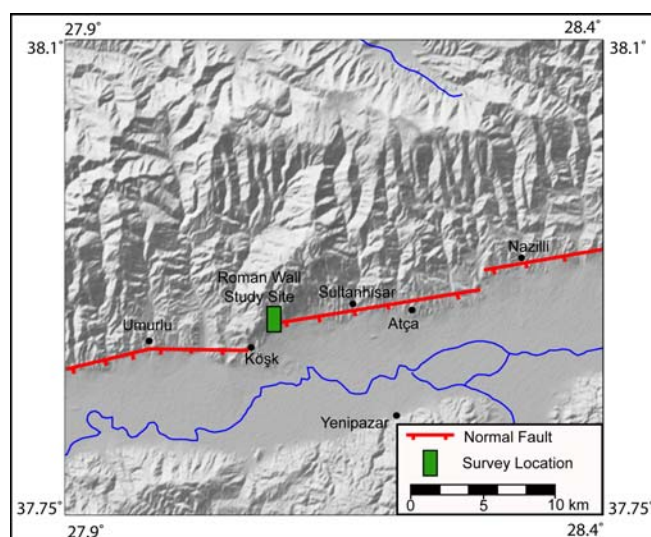 27.9°
28.4°
38.1°
38.1°
Nazilli
Roman Wall
Study Site
Sultanhisar
Umurlu
Atça
Köşk
Yenipazar
Normal Fault
Survey Location
0 5 10 km
37.75°
37.75°
27.9°
28.4°